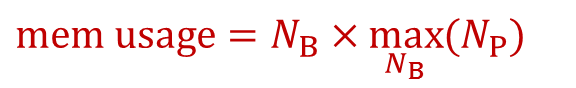 mem usage = N_B × max_{N_B}(N_P)